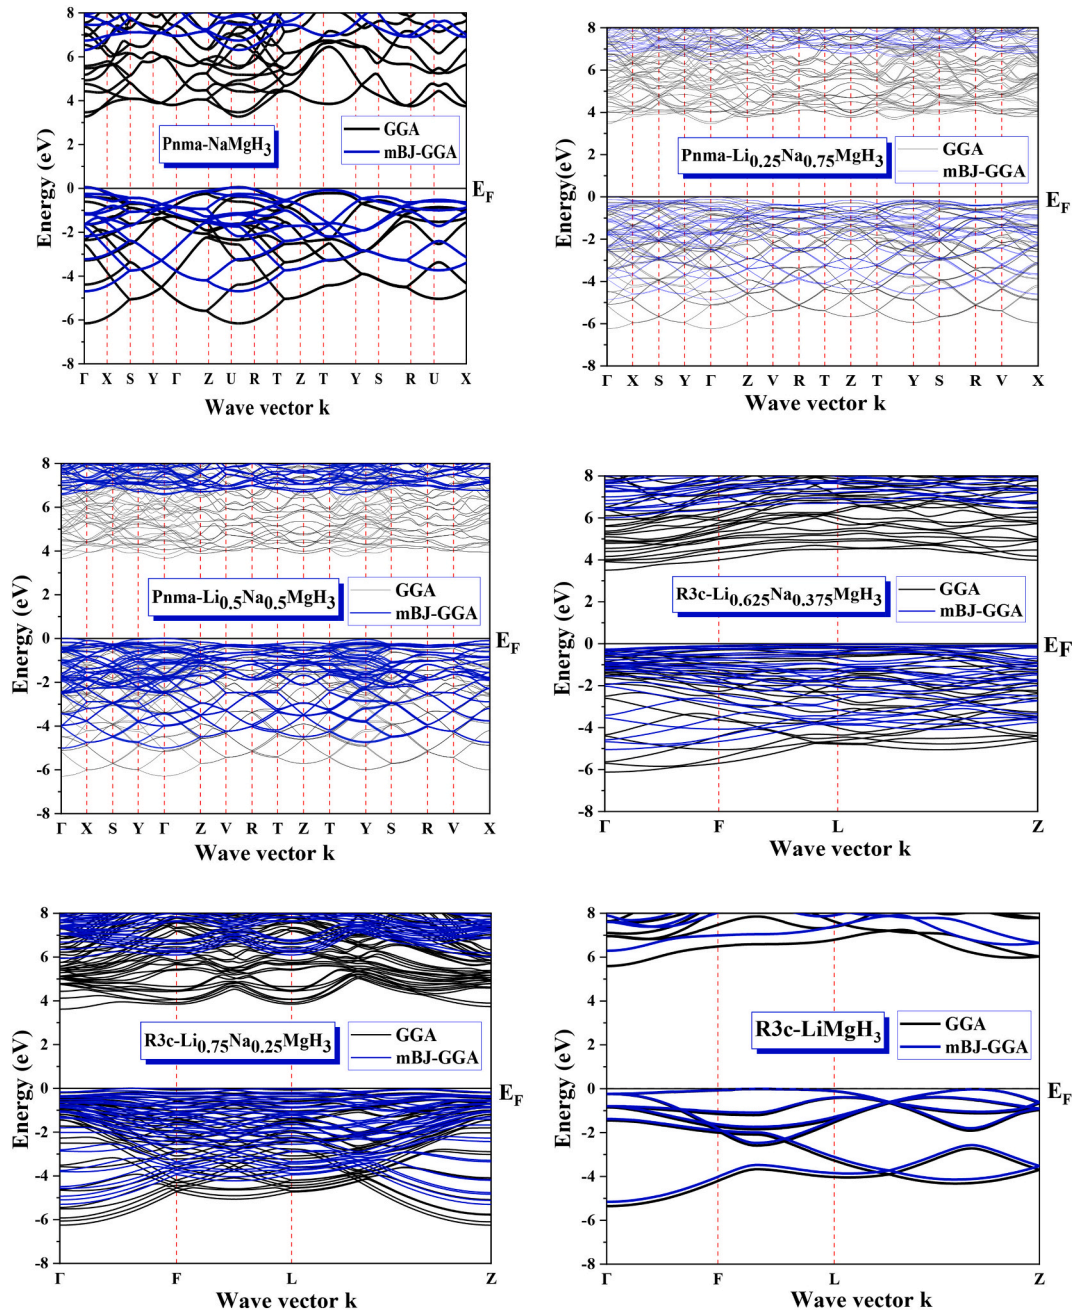 8
6
4
2
0
-2
-4
-6
-8
Energy (eV)
Pnma-NaMgH3
GGA
mBJ-GGA
EF
Γ X S Y Γ Z U R T Z T Y S R U X
Wave vector k
8
6
4
2
0
-2
-4
-6
-8
Energy(eV)
Pnma-Li0.25Na0.75MgH3
GGA
mBJ-GGA
EF
Γ X S Y Γ Z V R T Z T Y S R V X
Wave vector k
8
6
4
2
0
-2
-4
-6
-8
Energy (eV)
Pnma-Li0.5Na0.5MgH3
GGA
mBJ-GGA
EF
Γ X S Y Γ Z V R T Z T Y S R V X
Wave vector k
8
6
4
2
0
-2
-4
-6
-8
Energy (eV)
R3c-Li0.625Na0.375MgH3
GGA
mBJ-GGA
EF
Γ F L Z
Wave vector k
8
6
4
2
0
-2
-4
-6
-8
Energy (eV)
R3c-Li0.75Na0.25MgH3
GGA
mBJ-GGA
EF
Γ F L Z
Wave vector k
8
6
4
2
0
-2
-4
-6
-8
Energy (eV)
R3c-LiMgH3
GGA
mBJ-GGA
EF
Γ F L Z
Wave vector k